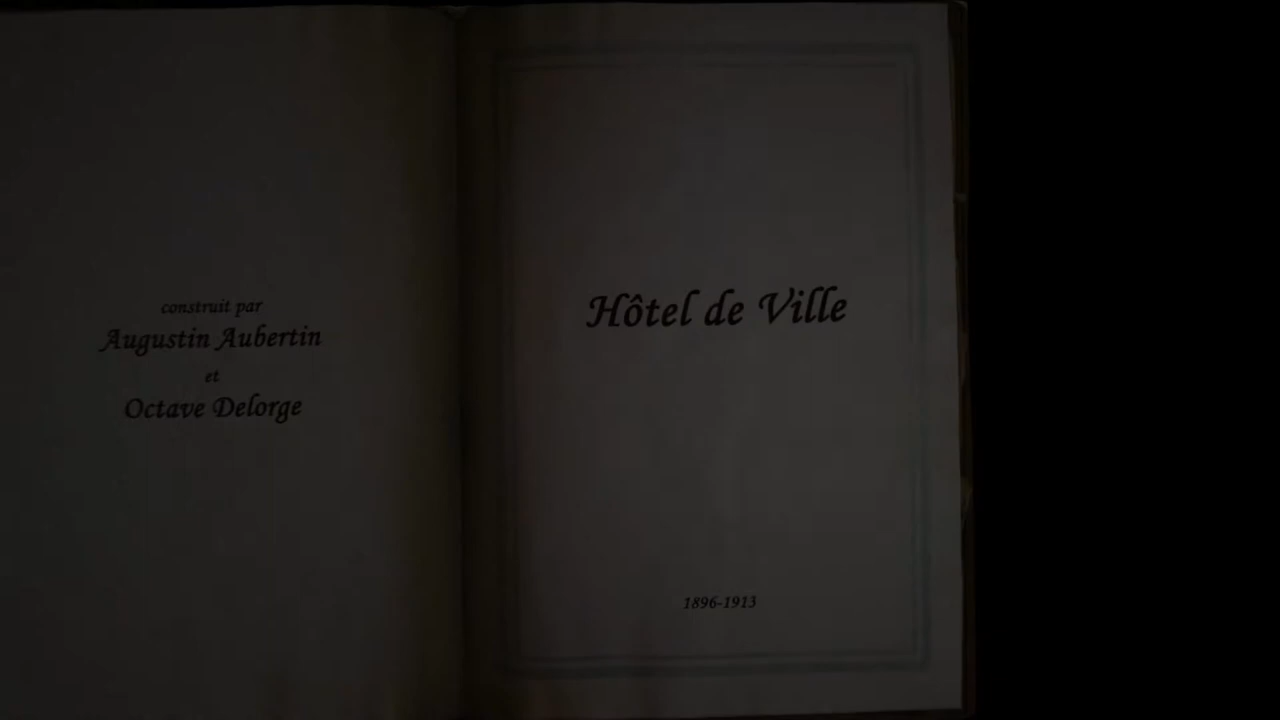 construit par
Augustin Aubertin
et
Octave Delorge
Hôtel de Ville
1896-1913